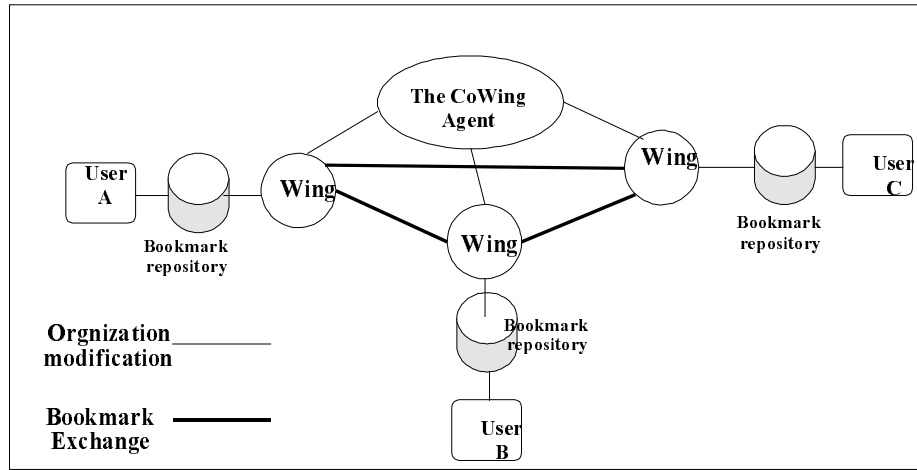 The CoWing
Agent
User
A
Wing
Wing
User
C
Bookmark
repository
Wing
Bookmark
repository
Bookmark
repository
Orgnization
modification
Bookmark
Exchange
User
B